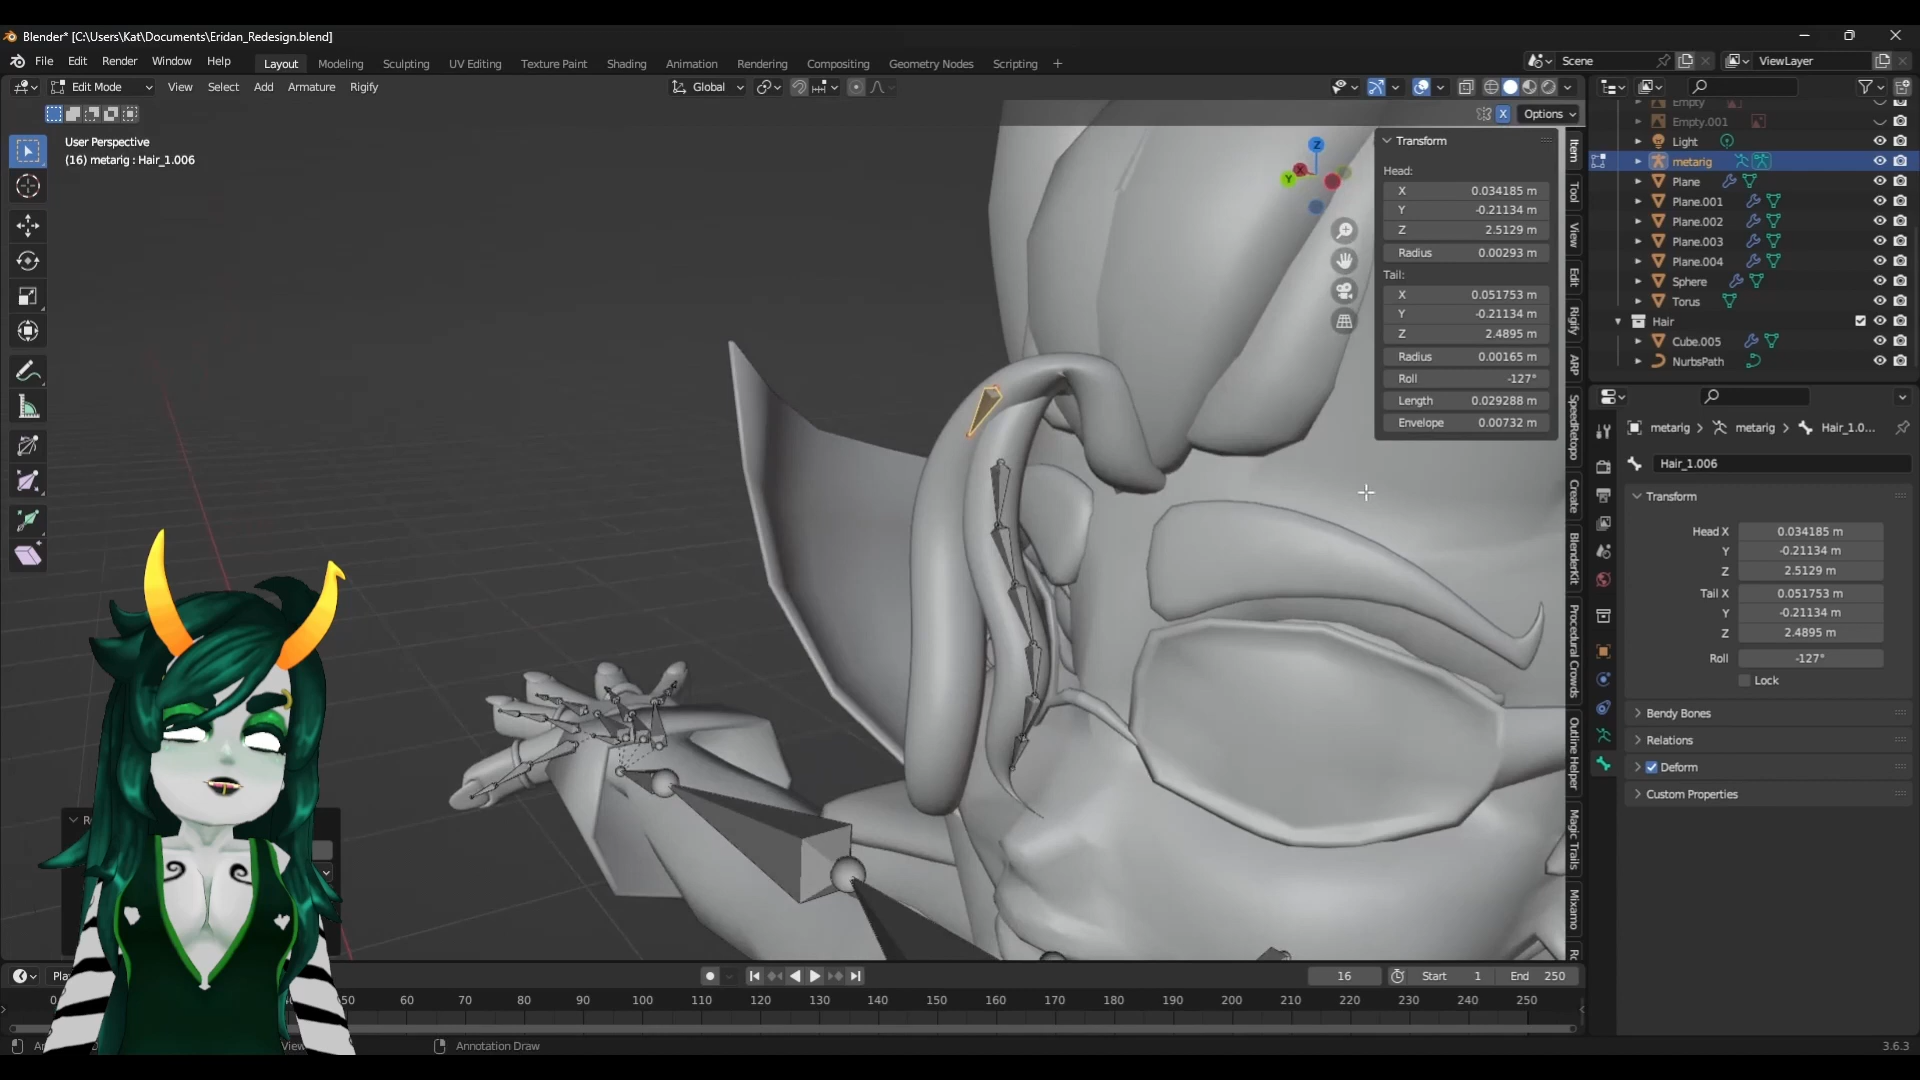 Blender* [C:\Users\Kat\Documents\Eridan_Redesign.blend]
File Edit Render Window Help Layout Modeling Sculpting UV Editing Texture Paint Shading Animation Rendering Compositing Geometry Nodes Scripting + Scene ViewLayer
Edit Mode View Select Add Armature Rigify Global
X Options
User Perspective
(16) metarig : Hair_1.006
Transform
Head:
X 0.034185 m
Y -0.21134 m
Z 2.5129 m
Radius 0.00293 m
Tail:
X 0.051753 m
Y -0.21134 m
Z 2.4895 m
Radius 0.00165 m
Roll -127°
Length 0.029288 m
Envelope 0.00732 m
Z
X
Y
Item
Tool
View
Edit
Rigify
ARP
SpeedRetopo
Create
BlenderKit
Procedural Crowds
Outline Helper
Magic Trails
Mixamo
Empty
Empty.001
Light
metarig
Plane
Plane.001
Plane.002
Plane.003
Plane.004
Sphere
Torus
Hair
Cube.005
NurbsPath
metarig > metarig > Hair_1.0...
Hair_1.006
Transform
Head X 0.034185 m
Y -0.21134 m
Z 2.5129 m
Tail X 0.051753 m
Y -0.21134 m
Z 2.4895 m
Roll -127°
Lock
Bendy Bones
Relations
Deform
Custom Properties
16 Start 1 End 250
60 70 80 90 100 110 120 130 140 150 160 170 180 190 200 210 220 230 240 250
View Annotation Draw 3.6.3